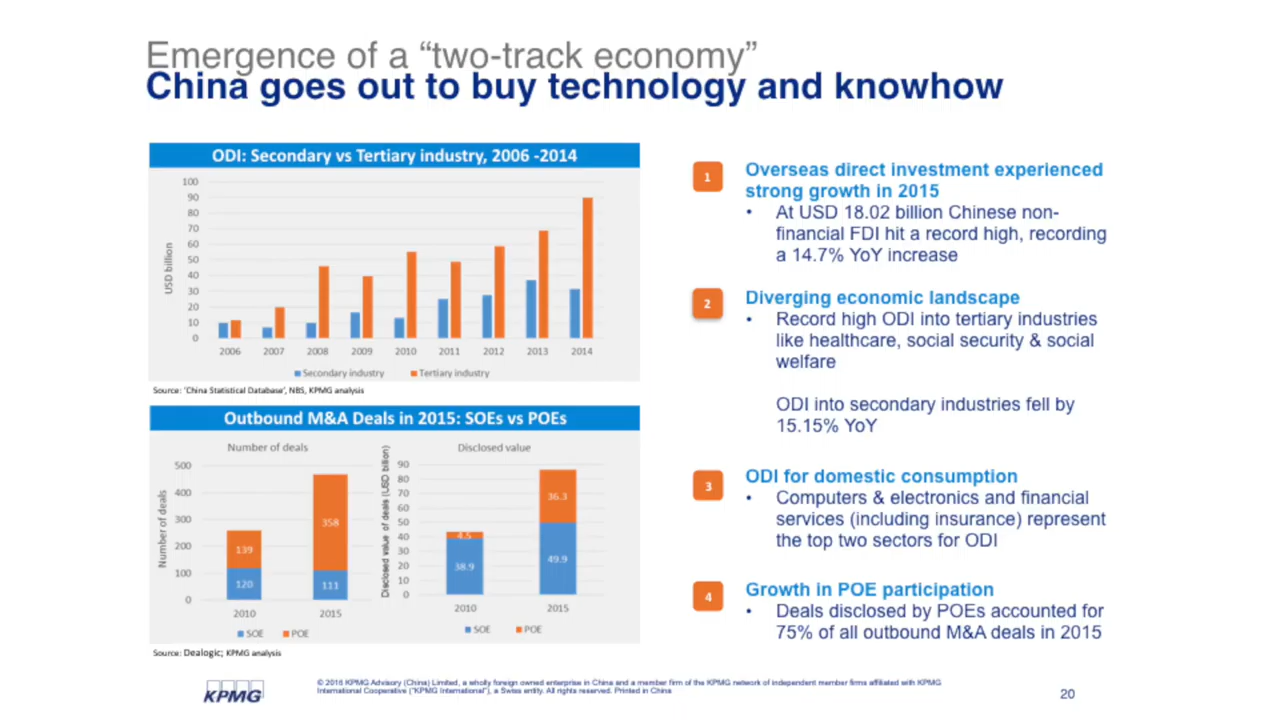 Emergence of a “two-track economy”
China goes out to buy technology and knowhow
ODI: Secondary vs Tertiary industry, 2006 -2014
100
90
80
70
60
50
40
30
20
10
0
USD billion
2006 2007 2008 2009 2010 2011 2012 2013 2014
Secondary industry Tertiary industry
Source: 'China Statistical Database', NBS, KPMG analysis
Outbound M&A Deals in 2015: SOEs vs POEs
Number of deals
500
400
300
200
100
0
Number of deals
139
120
358
111
2010 2015
SOE POE
Disclosed value
90
80
70
60
50
40
30
20
10
0
Disclosed value of deals (USD billion)
4.5
38.9
36.3
49.9
2010 2015
SOE POE
Source: Dealogic; KPMG analysis
1
Overseas direct investment experienced
strong growth in 2015
• At USD 18.02 billion Chinese non-
financial FDI hit a record high, recording
a 14.7% YoY increase
2
Diverging economic landscape
• Record high ODI into tertiary industries
like healthcare, social security & social
welfare
ODI into secondary industries fell by
15.15% YoY
3
ODI for domestic consumption
• Computers & electronics and financial
services (including insurance) represent
the top two sectors for ODI
4
Growth in POE participation
• Deals disclosed by POEs accounted for
75% of all outbound M&A deals in 2015
KPMG
© 2016 KPMG Advisory (China) Limited, a wholly foreign owned enterprise in China and a member firm of the KPMG network of independent member firms affiliated with KPMG
International Cooperative ("KPMG International"), a Swiss entity. All rights reserved. Printed in China
20